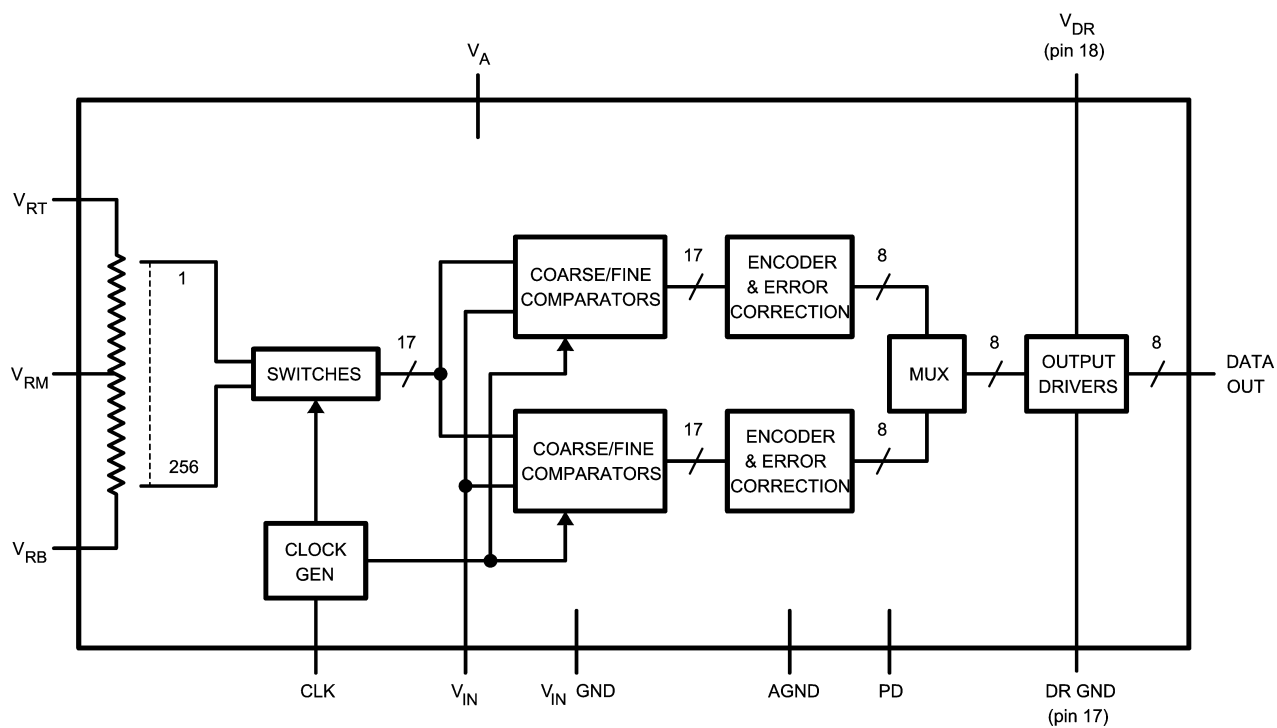 V_A
V_DR
(pin 18)
V_RT
1
17
COARSE/FINE
COMPARATORS
17
ENCODER
& ERROR
CORRECTION
8
V_RM
SWITCHES
MUX
8
OUTPUT
DRIVERS
8
DATA
OUT
256
COARSE/FINE
COMPARATORS
17
ENCODER
& ERROR
CORRECTION
8
V_RB
CLOCK
GEN
CLK
V_IN
V_IN GND
AGND
PD
DR GND
(pin 17)